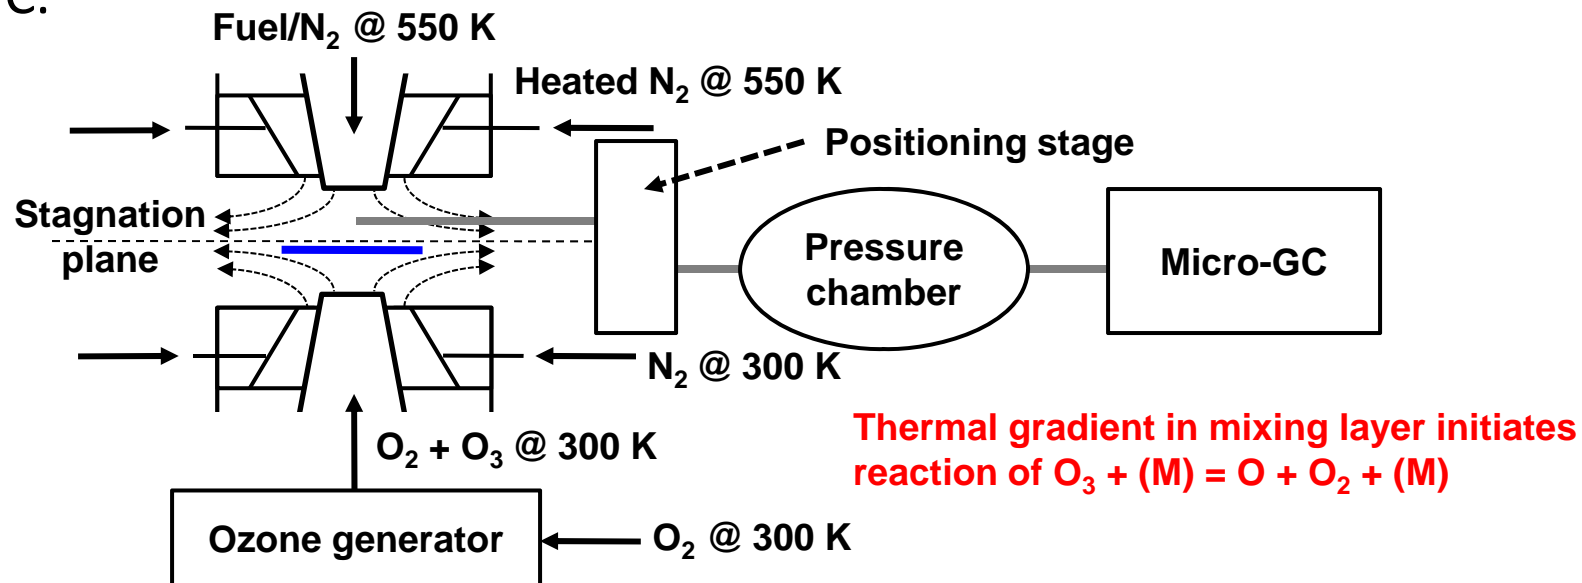 C.
Fuel/N2 @ 550 K
Heated N2 @ 550 K
Positioning stage
Stagnation
plane
Pressure
chamber
Micro-GC
N2 @ 300 K
Thermal gradient in mixing layer initiates
reaction of O3 + (M) = O + O2 + (M)
O2 + O3 @ 300 K
Ozone generator
O2 @ 300 K